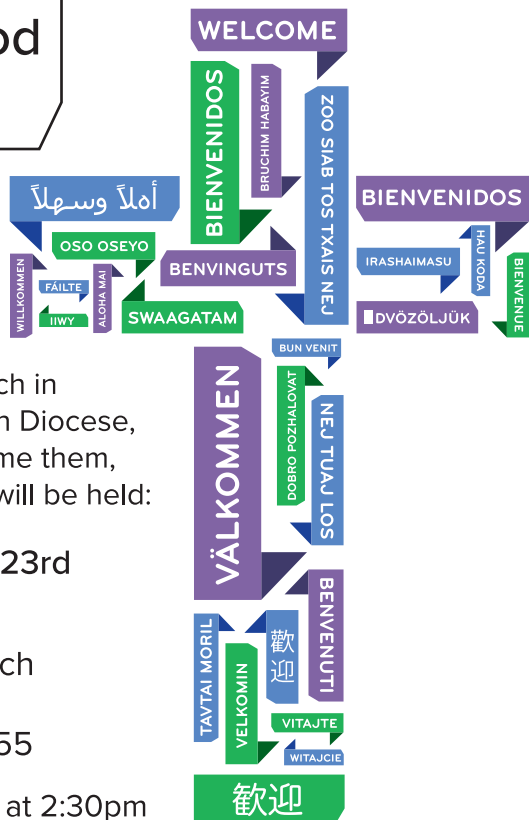 od
WELCOME
BIENVENIDOS
BRUCHIM HABAYIM
ZOO SIAB TOS TXAIS NEJ
أهلاً وسهلاً
BIENVENIDOS
OSO OSEYO
WILLKOMMEN
FÁILTE
IIWY
ALOHA MAI
BENVINGUTS
SWAAGATAM
IRASHAIMASU
HAU KODA
BIENVENUE
DVÖZÖLJÜK
BUN VENIT
VÄLKOMMEN
DOBRO POZHALOVAT
NEJ TUAJ LOS
ch in
n Diocese,
me them,
will be held:
23rd
ch
55
at 2:30pm
BENVENUTI
TAVTAI MORIL
歡迎
VELKOMIN
VITAJTE
WITAJCIE
歡迎